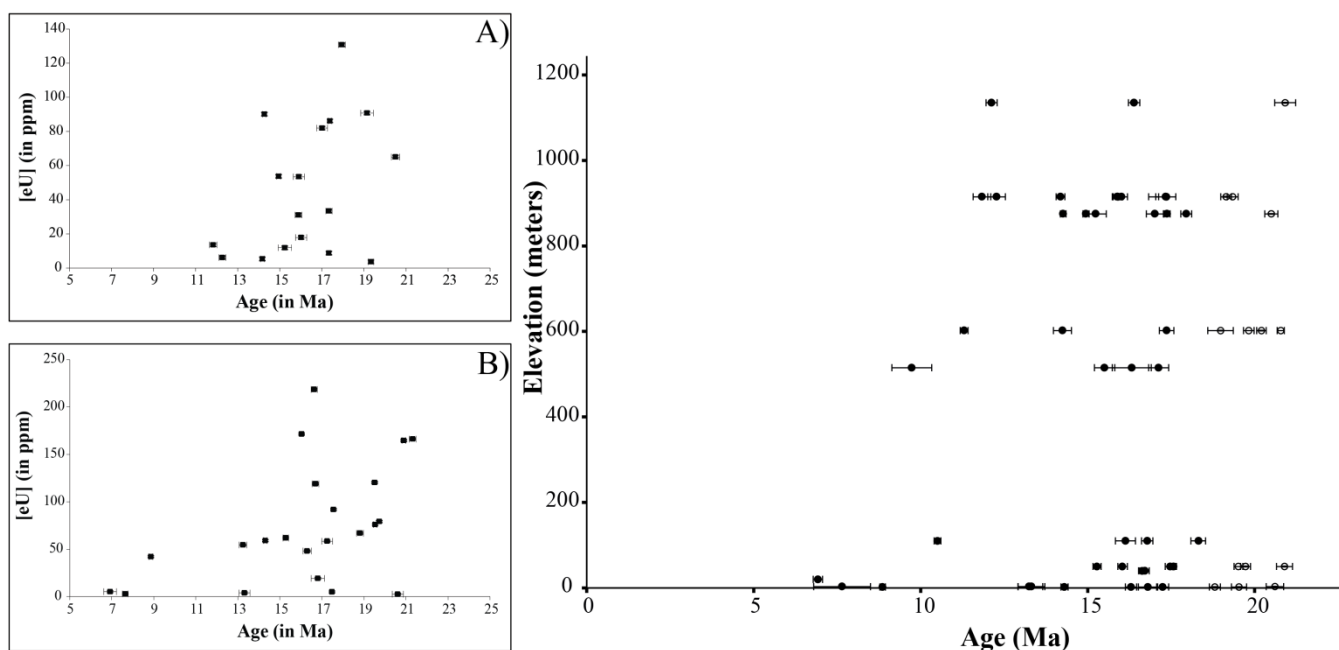 A)
140
120
100
80
60
40
20
0
[eU] (in ppm)
5 7 9 11 13 15 17 19 21 23 25
Age (in Ma)
B)
250
200
150
100
50
0
[eU] (in ppm)
5 7 9 11 13 15 17 19 21 23 25
Age (in Ma)
1200
1000
800
600
400
200
0
Elevation (meters)
0 5 10 15 20
Age (Ma)